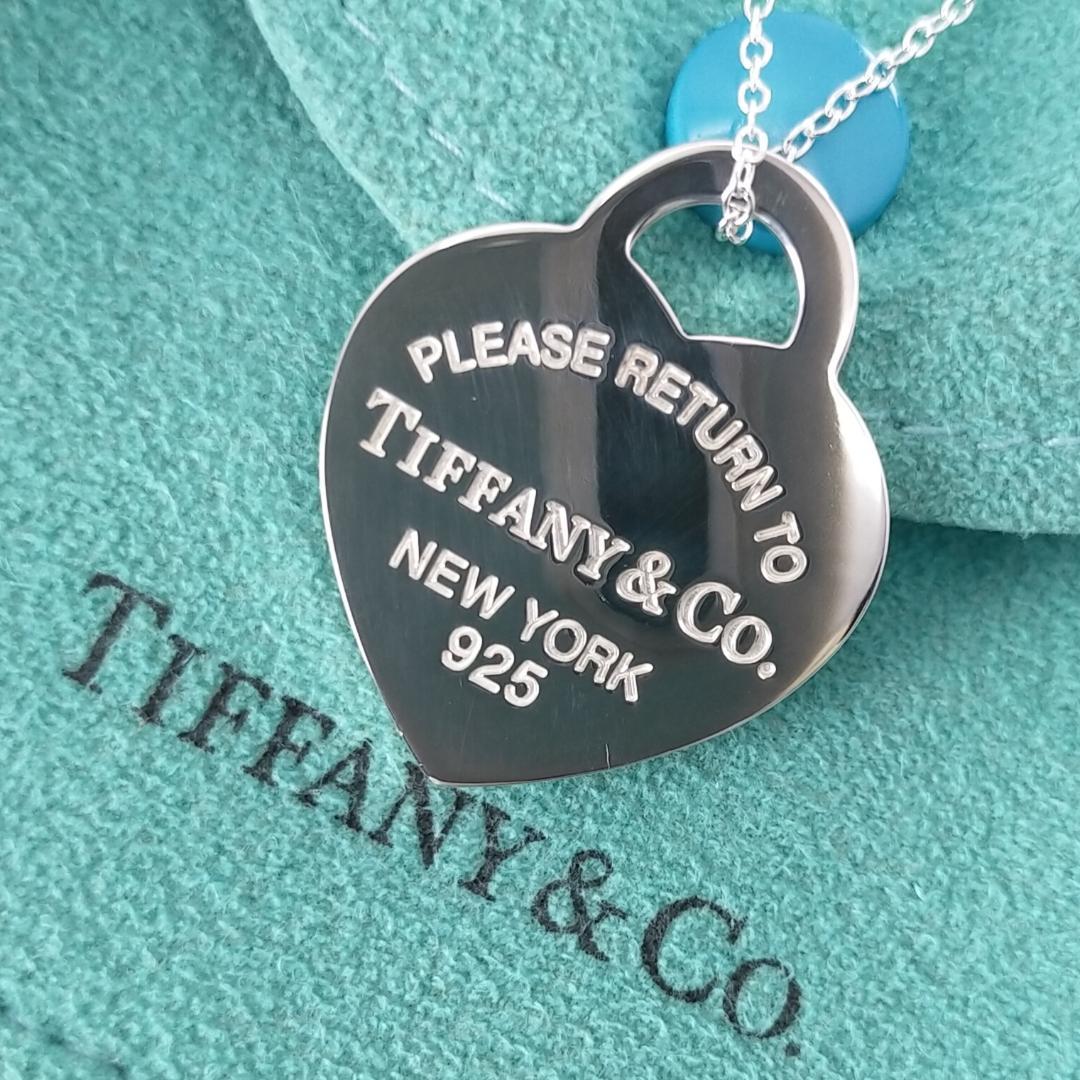 PLEASE RETURN TO
TIFFANY & CO.
NEW YORK
925
TIFFANY & CO.